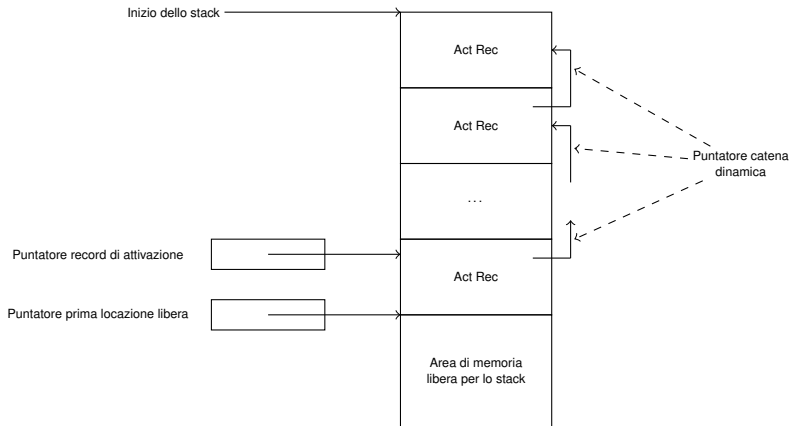 Inizio dello stack
Act Rec
Act Rec
Puntatore catena
dinamica
...
Puntatore record di attivazione
Act Rec
Puntatore prima locazione libera
Area di memoria
libera per lo stack